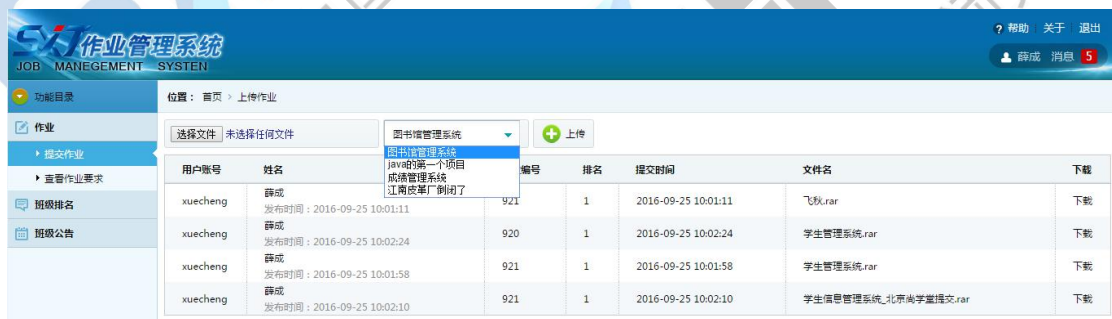 SXT作业管理系统
JOB MANEGEMENT SYSTEN
? 帮助 关于 退出
薛成 消息 5
功能目录
作业
提交作业
查看作业要求
班级排名
班级公告
位置： 首页 > 上传作业
选择文件 未选择任何文件 图书馆管理系统 上传
图书馆管理系统
java的第一个项目
成绩管理系统
江南皮革厂倒闭了
用户账号 姓名 编号 排名 提交时间 文件名 下载
xuecheng 薛成 921 1 2016-09-25 10:01:11 飞秋.rar 下载
发布时间：2016-09-25 10:01:11
xuecheng 薛成 920 1 2016-09-25 10:02:24 学生管理系统.rar 下载
发布时间：2016-09-25 10:02:24
xuecheng 薛成 921 1 2016-09-25 10:01:58 学生管理系统.rar 下载
发布时间：2016-09-25 10:01:58
xuecheng 薛成 921 1 2016-09-25 10:02:10 学生信息管理系统_北京尚学堂提交.rar 下载
发布时间：2016-09-25 10:02:10